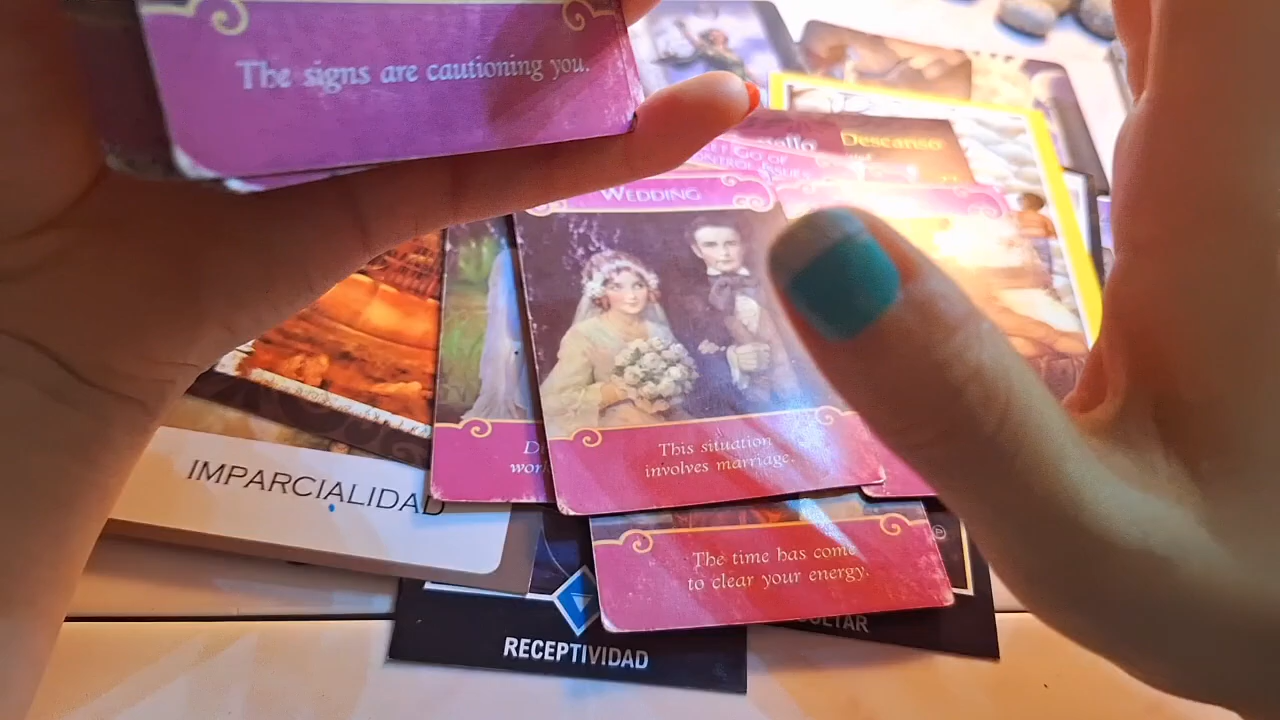 The signs are cautioning you.
Descanso
WEDDING
This situation
involves marriage.
The time has come
to clear your energy.
IMPARCIALIDAD
RECEPTIVIDAD